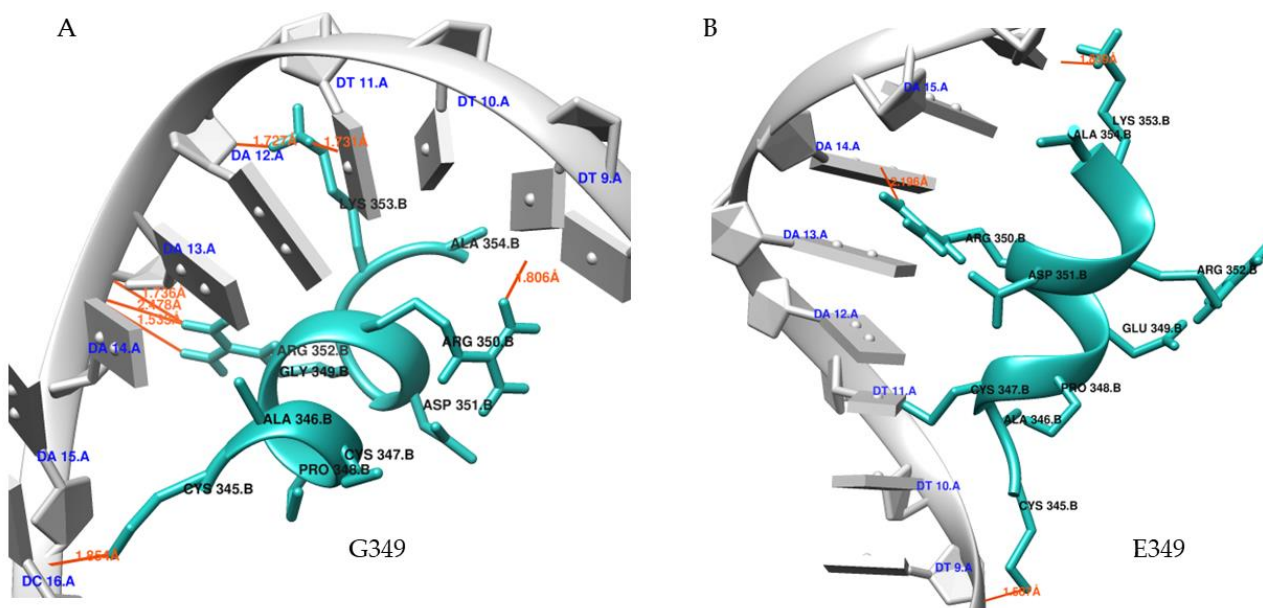 A
B
DT 11.A
DT 10.A
DA 15.A
LYS 353.B
ALA 354.B
1.727Å
1.731Å
DA 12.A
DA 14.A
DT 9.A
LYS 353.B
2.196Å
DA 13.A
ALA 354.B
DA 13.A
ARG 350.B
ASP 351.B
ARG 352.B
1.806Å
1.736Å
2.478Å
DA 12.A
GLU 349.B
DA 14.A
ARG 352.B
ARG 350.B
GLY 349.B
DT 11.A
CYS 347.B
PRO 348.B
ASP 351.B
ALA 346.B
ALA 346.B
DA 15.A
CYS 347.B
PRO 348.B
CYS 345.B
DT 10.A
CYS 345.B
G349
E349
1.854Å
DC 16.A
DT 9.A